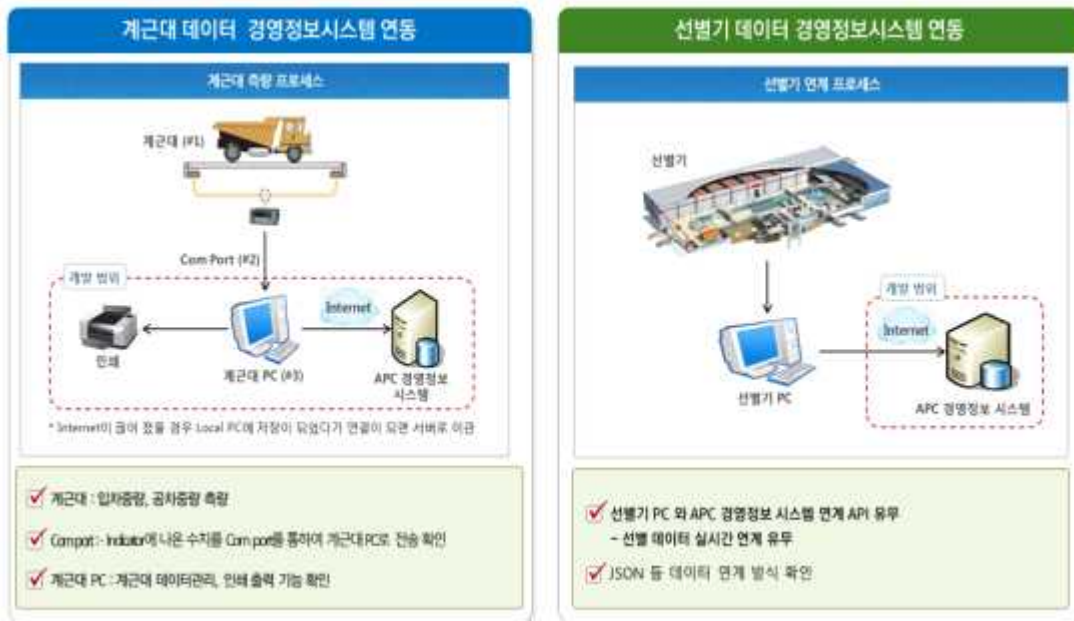 계근대 데이터 경영정보시스템 연동
계근대 측량 프로세스
계근대 (#1)
Com Port (#2)
개발 범위
Internet
인쇄
계근대 PC (#3)
APC 경영정보
시스템
* Internet이 끊어 졌을 경우 Local PC에 저장이 되었다가 연결이 되면 서버로 이관
계근대 : 입차중량, 공차중량 측량
Comport :- Indicator에 나온 수치를 Com port를 통하여 계근대 PC로 전송 확인
계근대 PC : 계근대 데이터관리, 인쇄 출력 기능 확인
선별기 데이터 경영정보시스템 연동
선별기 연계 프로세스
선별기
개발 범위
Internet
선별기 PC
APC 경영정보 시스템
선별기 PC 와 APC 경영정보 시스템 연계 API 유무
- 선별 데이터 실시간 연계 유무
JSON 등 데이터 연계 방식 확인